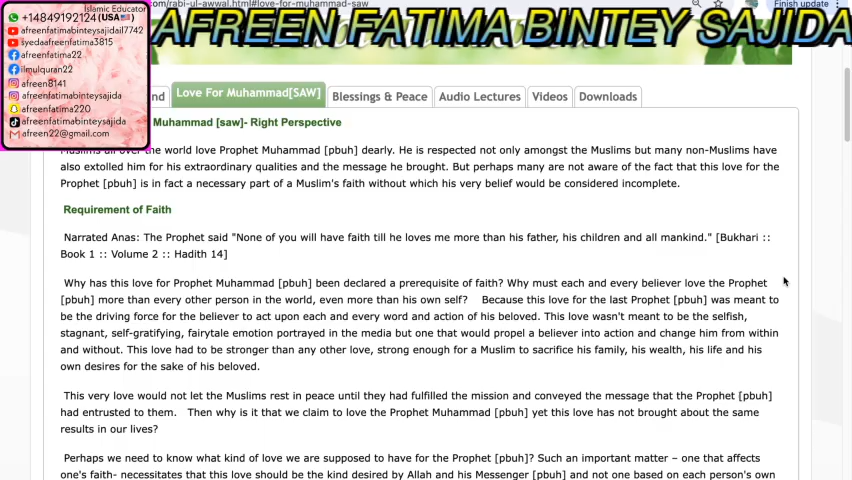 om/rabi-ul-awwal.html#love-for-muhammad-saw
Finish update
AFREEN FATIMA BINTEY SAJIDA
Islamic Educator
+14849192124 (USA🇺🇸)
afreenfatimabinteysajidail7742
syedaafreenfatima3815
afreenfatima22
ilmulquran22
afreen8141
afreenfatimabinteysajida
afreenfatima220
afreenfatimabinteysajida
afreen22@gmail.com
nd
Love For Muhammad[SAW]
Blessings & Peace
Audio Lectures
Videos
Downloads
Muhammad [saw]- Right Perspective
Muslims all over the world love Prophet Muhammad [pbuh] dearly. He is respected not only amongst the Muslims but many non-Muslims have
also extolled him for his extraordinary qualities and the message he brought. But perhaps many are not aware of the fact that this love for the
Prophet [pbuh] is in fact a necessary part of a Muslim's faith without which his very belief would be considered incomplete.
Requirement of Faith
Narrated Anas: The Prophet said "None of you will have faith till he loves me more than his father, his children and all mankind." [Bukhari ::
Book 1 :: Volume 2 :: Hadith 14]
Why has this love for Prophet Muhammad [pbuh] been declared a prerequisite of faith? Why must each and every believer love the Prophet
[pbuh] more than every other person in the world, even more than his own self? Because this love for the last Prophet [pbuh] was meant to
be the driving force for the believer to act upon each and every word and action of his beloved. This love wasn't meant to be the selfish,
stagnant, self-gratifying, fairytale emotion portrayed in the media but one that would propel a believer into action and change him from within
and without. This love had to be stronger than any other love, strong enough for a Muslim to sacrifice his family, his wealth, his life and his
own desires for the sake of his beloved.
This very love would not let the Muslims rest in peace until they had fulfilled the mission and conveyed the message that the Prophet [pbuh]
had entrusted to them. Then why is it that we claim to love the Prophet Muhammad [pbuh] yet this love has not brought about the same
results in our lives?
Perhaps we need to know what kind of love we are supposed to have for the Prophet [pbuh]? Such an important matter – one that affects
one's faith- necessitates that this love should be the kind desired by Allah and his Messenger [pbuh] and not one based on each person's own